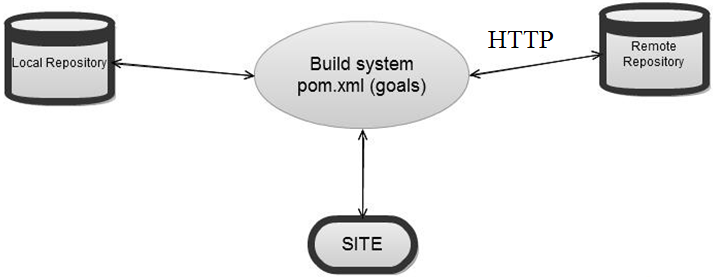 Local Repository
Build system
pom.xml (goals)
HTTP
Remote
Repository
SITE